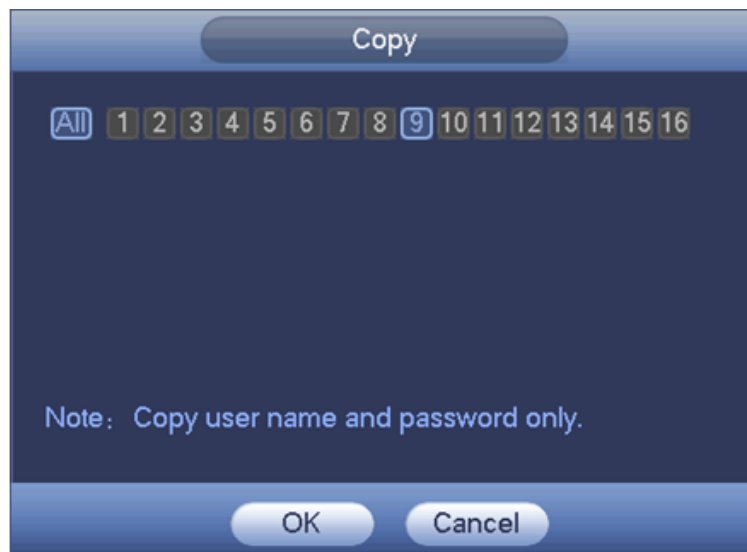 Copy
All 1 2 3 4 5 6 7 8 9 10 11 12 13 14 15 16
Note: Copy user name and password only.
OK Cancel